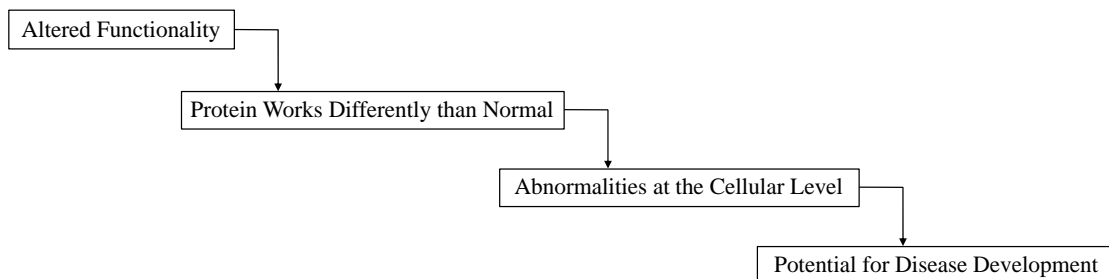 Altered Functionality
Protein Works Differently than Normal
Abnormalities at the Cellular Level
Potential for Disease Development